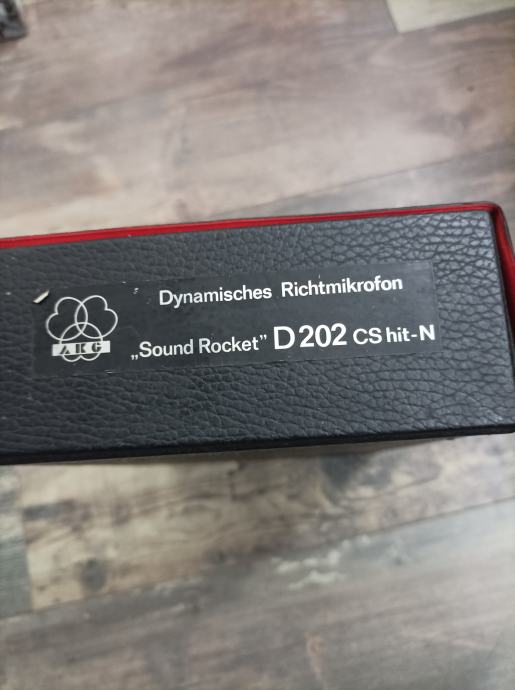 Dynamisches Richtmikrofon
AKG
„Sound Rocket” D 202 CS hit-N